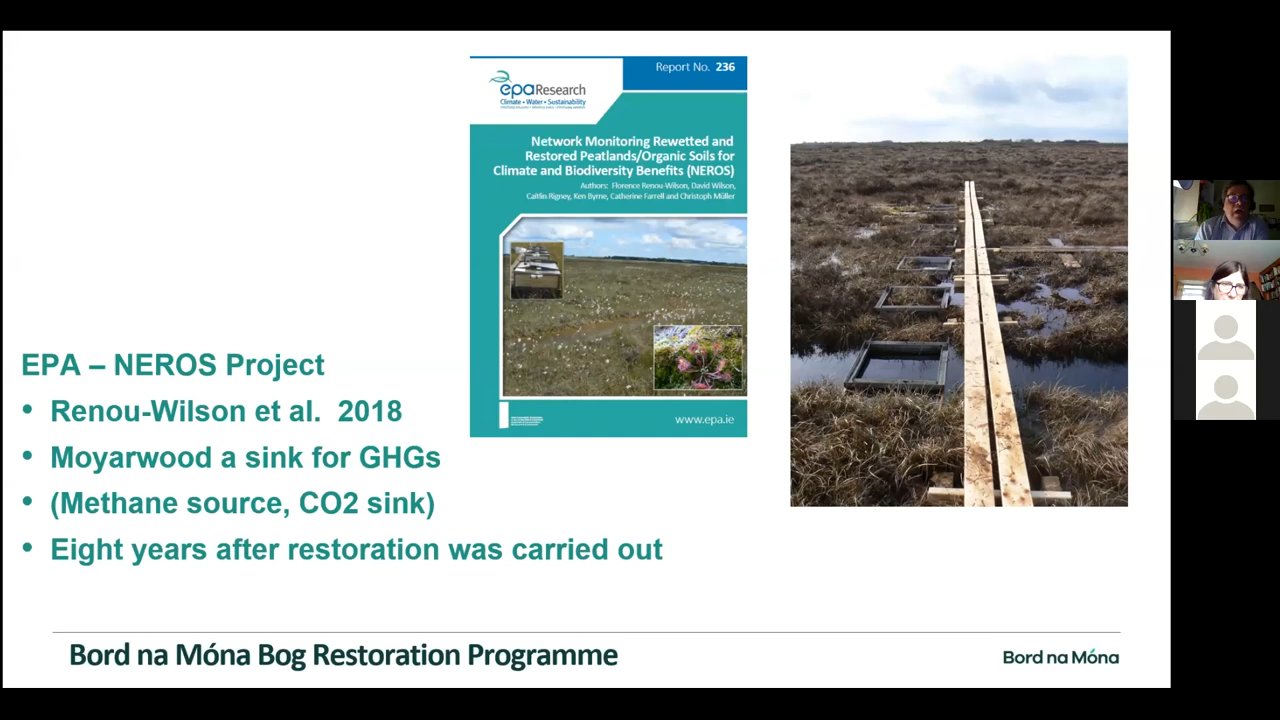 Report No. 236
epaResearch
Climate • Water • Sustainability
Network Monitoring Rewetted and
Restored Peatlands/Organic Soils for
Climate and Biodiversity Benefits (NEROS)
Authors: Florence Renou-Wilson, David Wilson,
Caitlin Rigney, Ken Byrne, Catherine Farrell and Christoph Müller
www.epa.ie
EPA – NEROS Project
• Renou-Wilson et al. 2018
• Moyarwood a sink for GHGs
• (Methane source, CO2 sink)
• Eight years after restoration was carried out
Bord na Móna Bog Restoration Programme
Bord na Móna